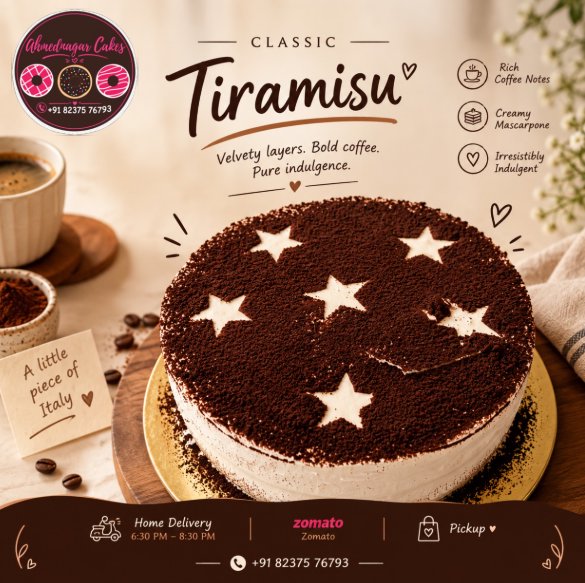 Ahmednagar Cakes
+91 82375 76793
CLASSIC
Tiramisu
Velvety layers. Bold coffee.
Pure indulgence.
Rich
Coffee Notes
Creamy
Mascarpone
Irresistibly
Indulgent
A little
piece of
Italy
Home Delivery
6:30 PM – 8:30 PM
zomato
Zomato
Pickup
+91 82375 76793